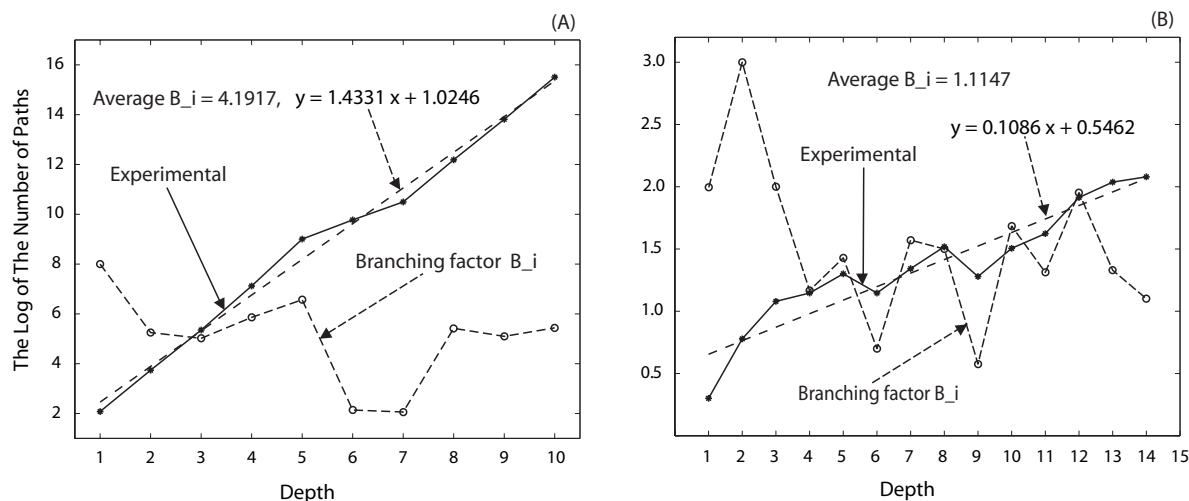 (A)
The Log of The Number of Paths
16
14
12
10
8
6
4
2
Average B_i = 4.1917, y = 1.4331 x + 1.0246
Experimental
Branching factor B_i
1 2 3 4 5 6 7 8 9 10
Depth
(B)
3.0
2.5
2.0
1.5
1.0
0.5
Average B_i = 1.1147
y = 0.1086 x + 0.5462
Experimental
Branching factor B_i
1 2 3 4 5 6 7 8 9 10 11 12 13 14 15
Depth